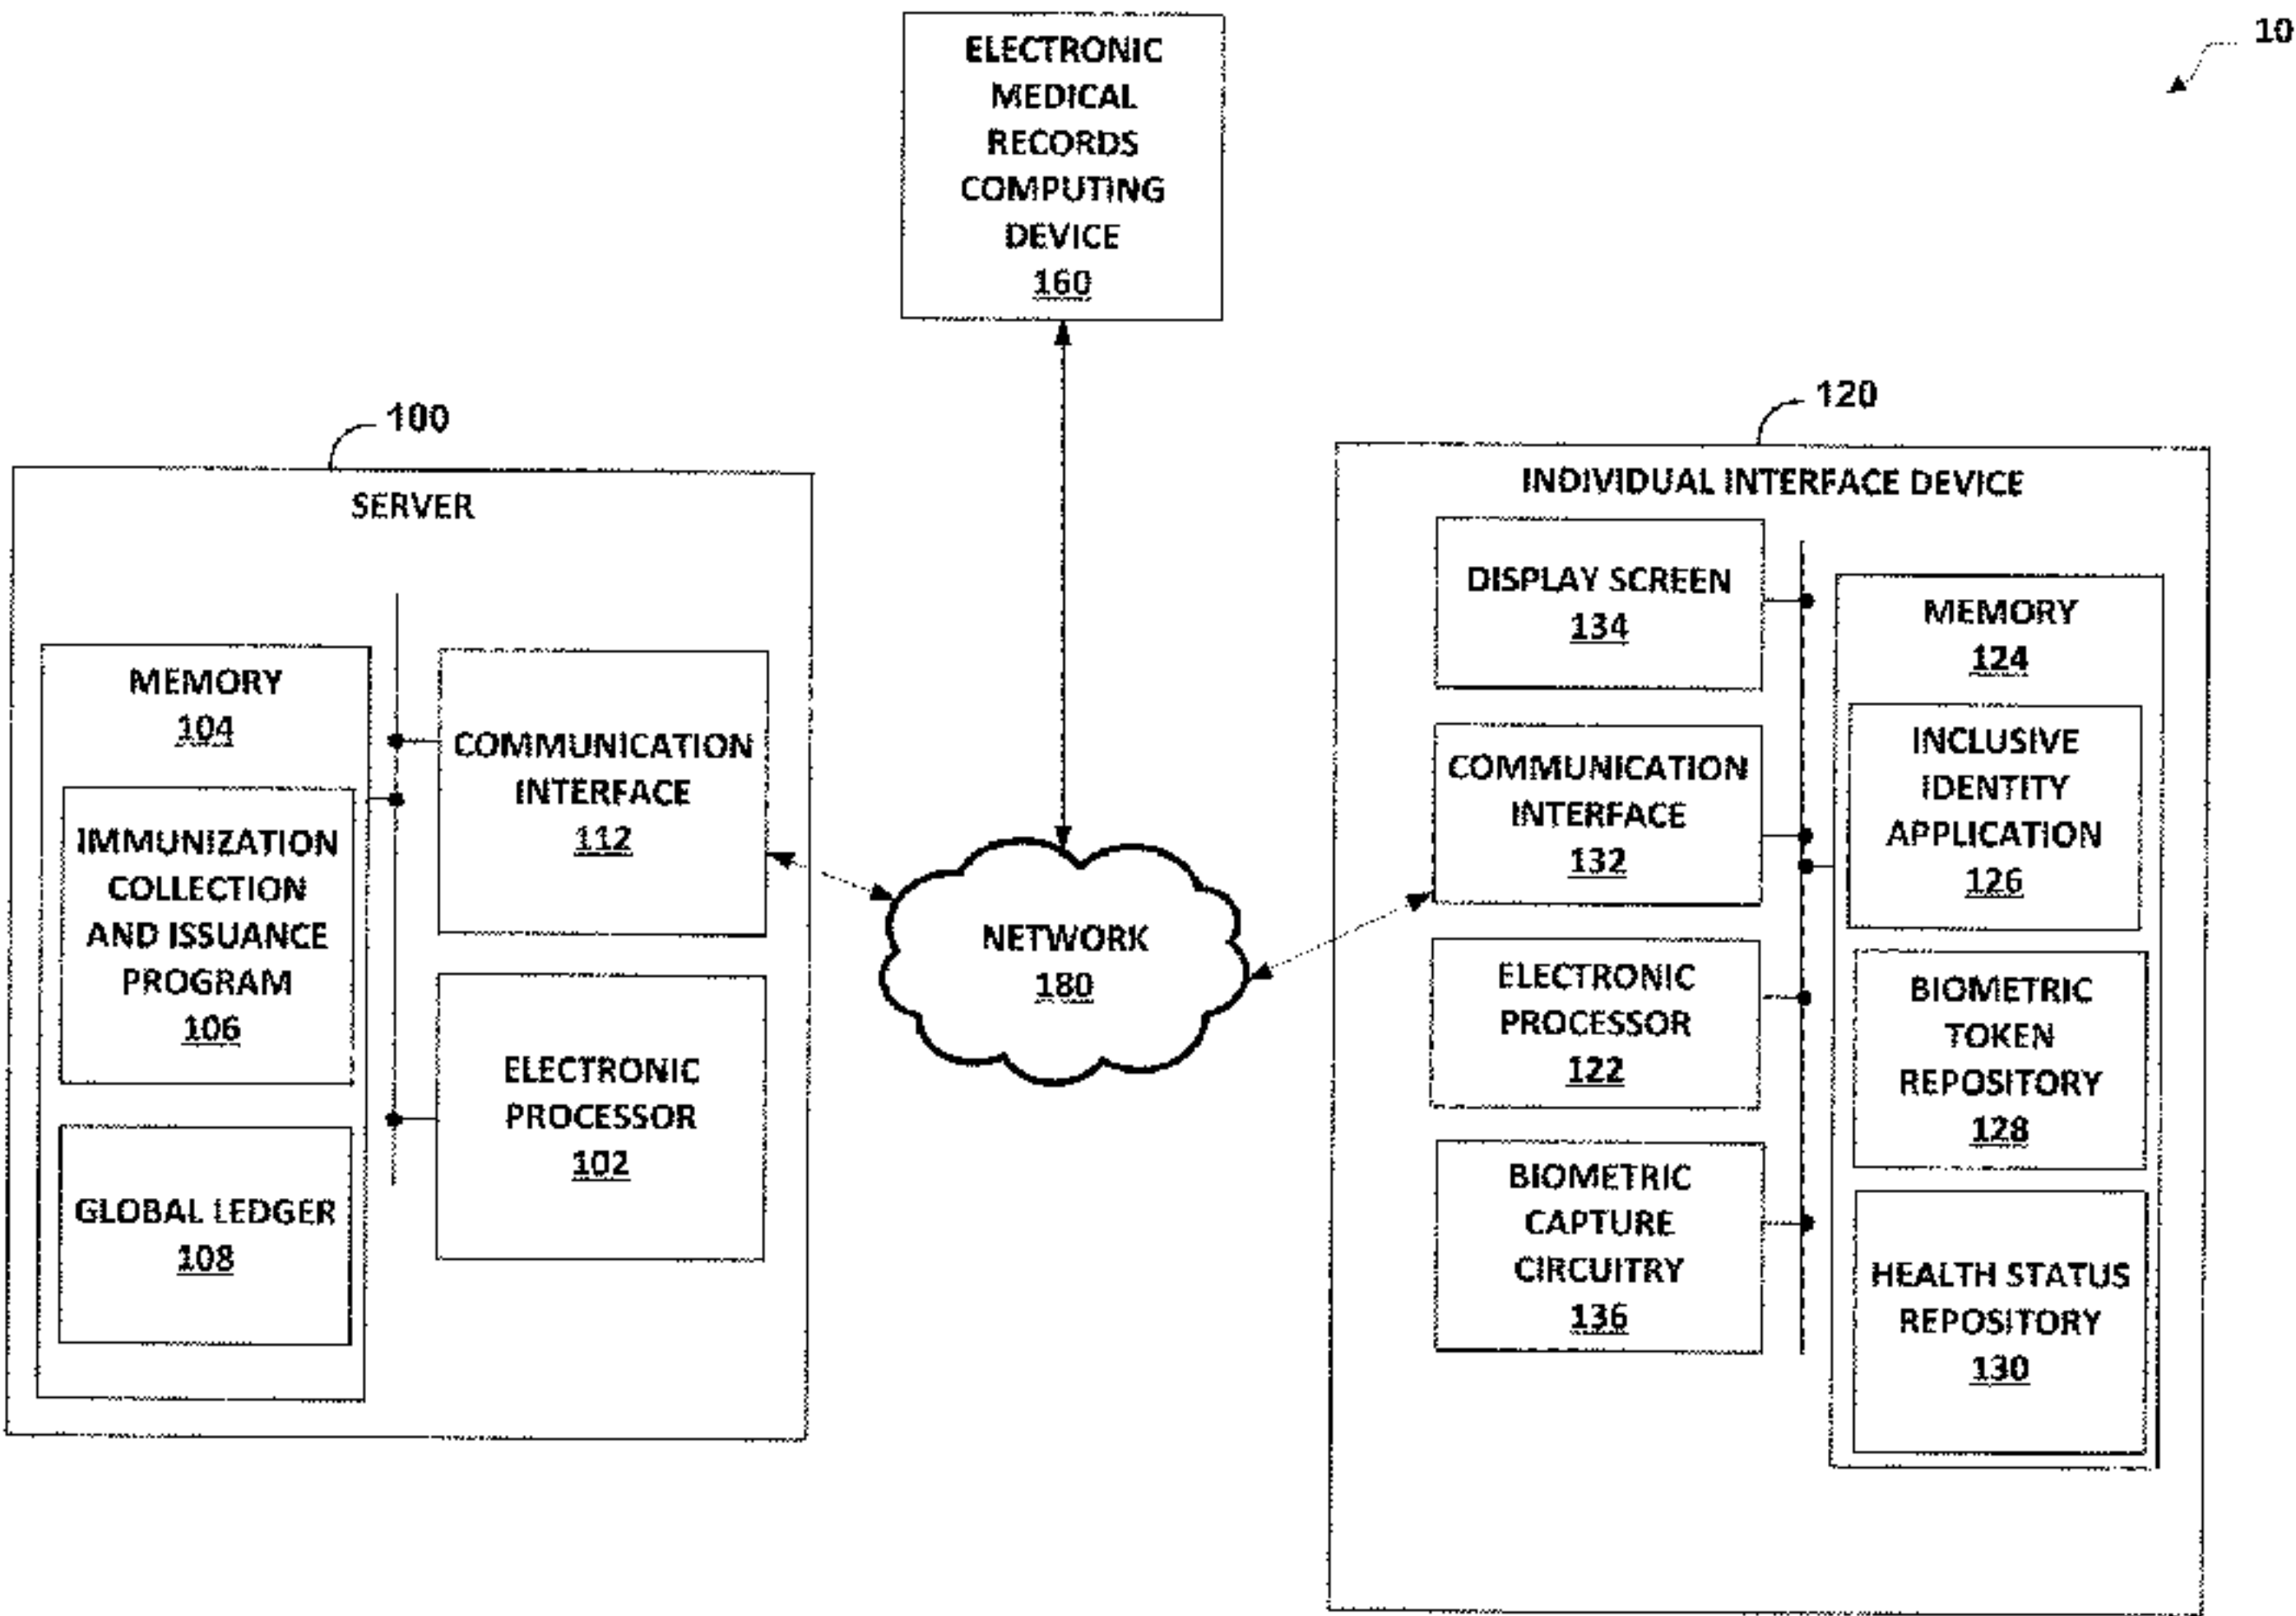 10
ELECTRONIC
MEDICAL
RECORDS
COMPUTING
DEVICE
160
100
SERVER
MEMORY
104
IMMUNIZATION
COLLECTION
AND ISSUANCE
PROGRAM
106
GLOBAL LEDGER
108
COMMUNICATION
INTERFACE
112
ELECTRONIC
PROCESSOR
102
NETWORK
180
120
INDIVIDUAL INTERFACE DEVICE
DISPLAY SCREEN
134
COMMUNICATION
INTERFACE
132
ELECTRONIC
PROCESSOR
122
BIOMETRIC
CAPTURE
CIRCUITRY
136
MEMORY
124
INCLUSIVE
IDENTITY
APPLICATION
126
BIOMETRIC
TOKEN
REPOSITORY
128
HEALTH STATUS
REPOSITORY
130